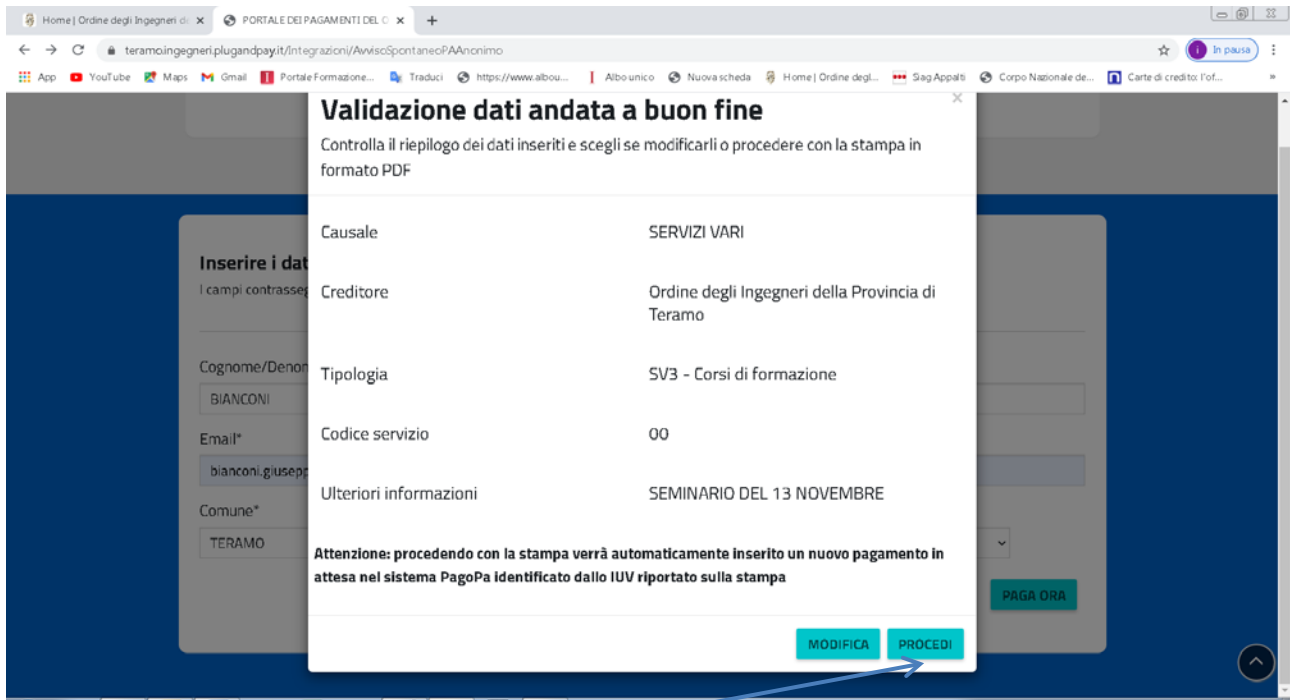 Home | Ordine degli Ingegneri de
PORTALE DEI PAGAMENTI DEL C
teramo.ingegneri.plugandpay.it/Integrazioni/AvvisoSpontaneoPAAnonimo
I
In pausa
App
YouTube
Maps
Gmail
Portale Formazione...
Traduci
https://www.albou...
Albo unico
Nuova scheda
Home | Ordine degl...
Siag Appalti
Corpo Nazionale de...
Carte di credito: l'of...
»
Validazione dati andata a buon fine
×
Controlla il riepilogo dei dati inseriti e scegli se modificarli o procedere con la stampa in
formato PDF
Causale SERVIZI VARI
Inserire i dat
I campi contrasseg
Creditore Ordine degli Ingegneri della Provincia di
Teramo
Cognome/Denon
Tipologia SV3 - Corsi di formazione
BIANCONI
Email*
Codice servizio 00
bianconi.giusepp
Ulteriori informazioni SEMINARIO DEL 13 NOVEMBRE
Comune*
TERAMO
Attenzione: procedendo con la stampa verrà automaticamente inserito un nuovo pagamento in
attesa nel sistema PagoPa identificato dallo IUV riportato sulla stampa
PAGA ORA
MODIFICA
PROCEDI